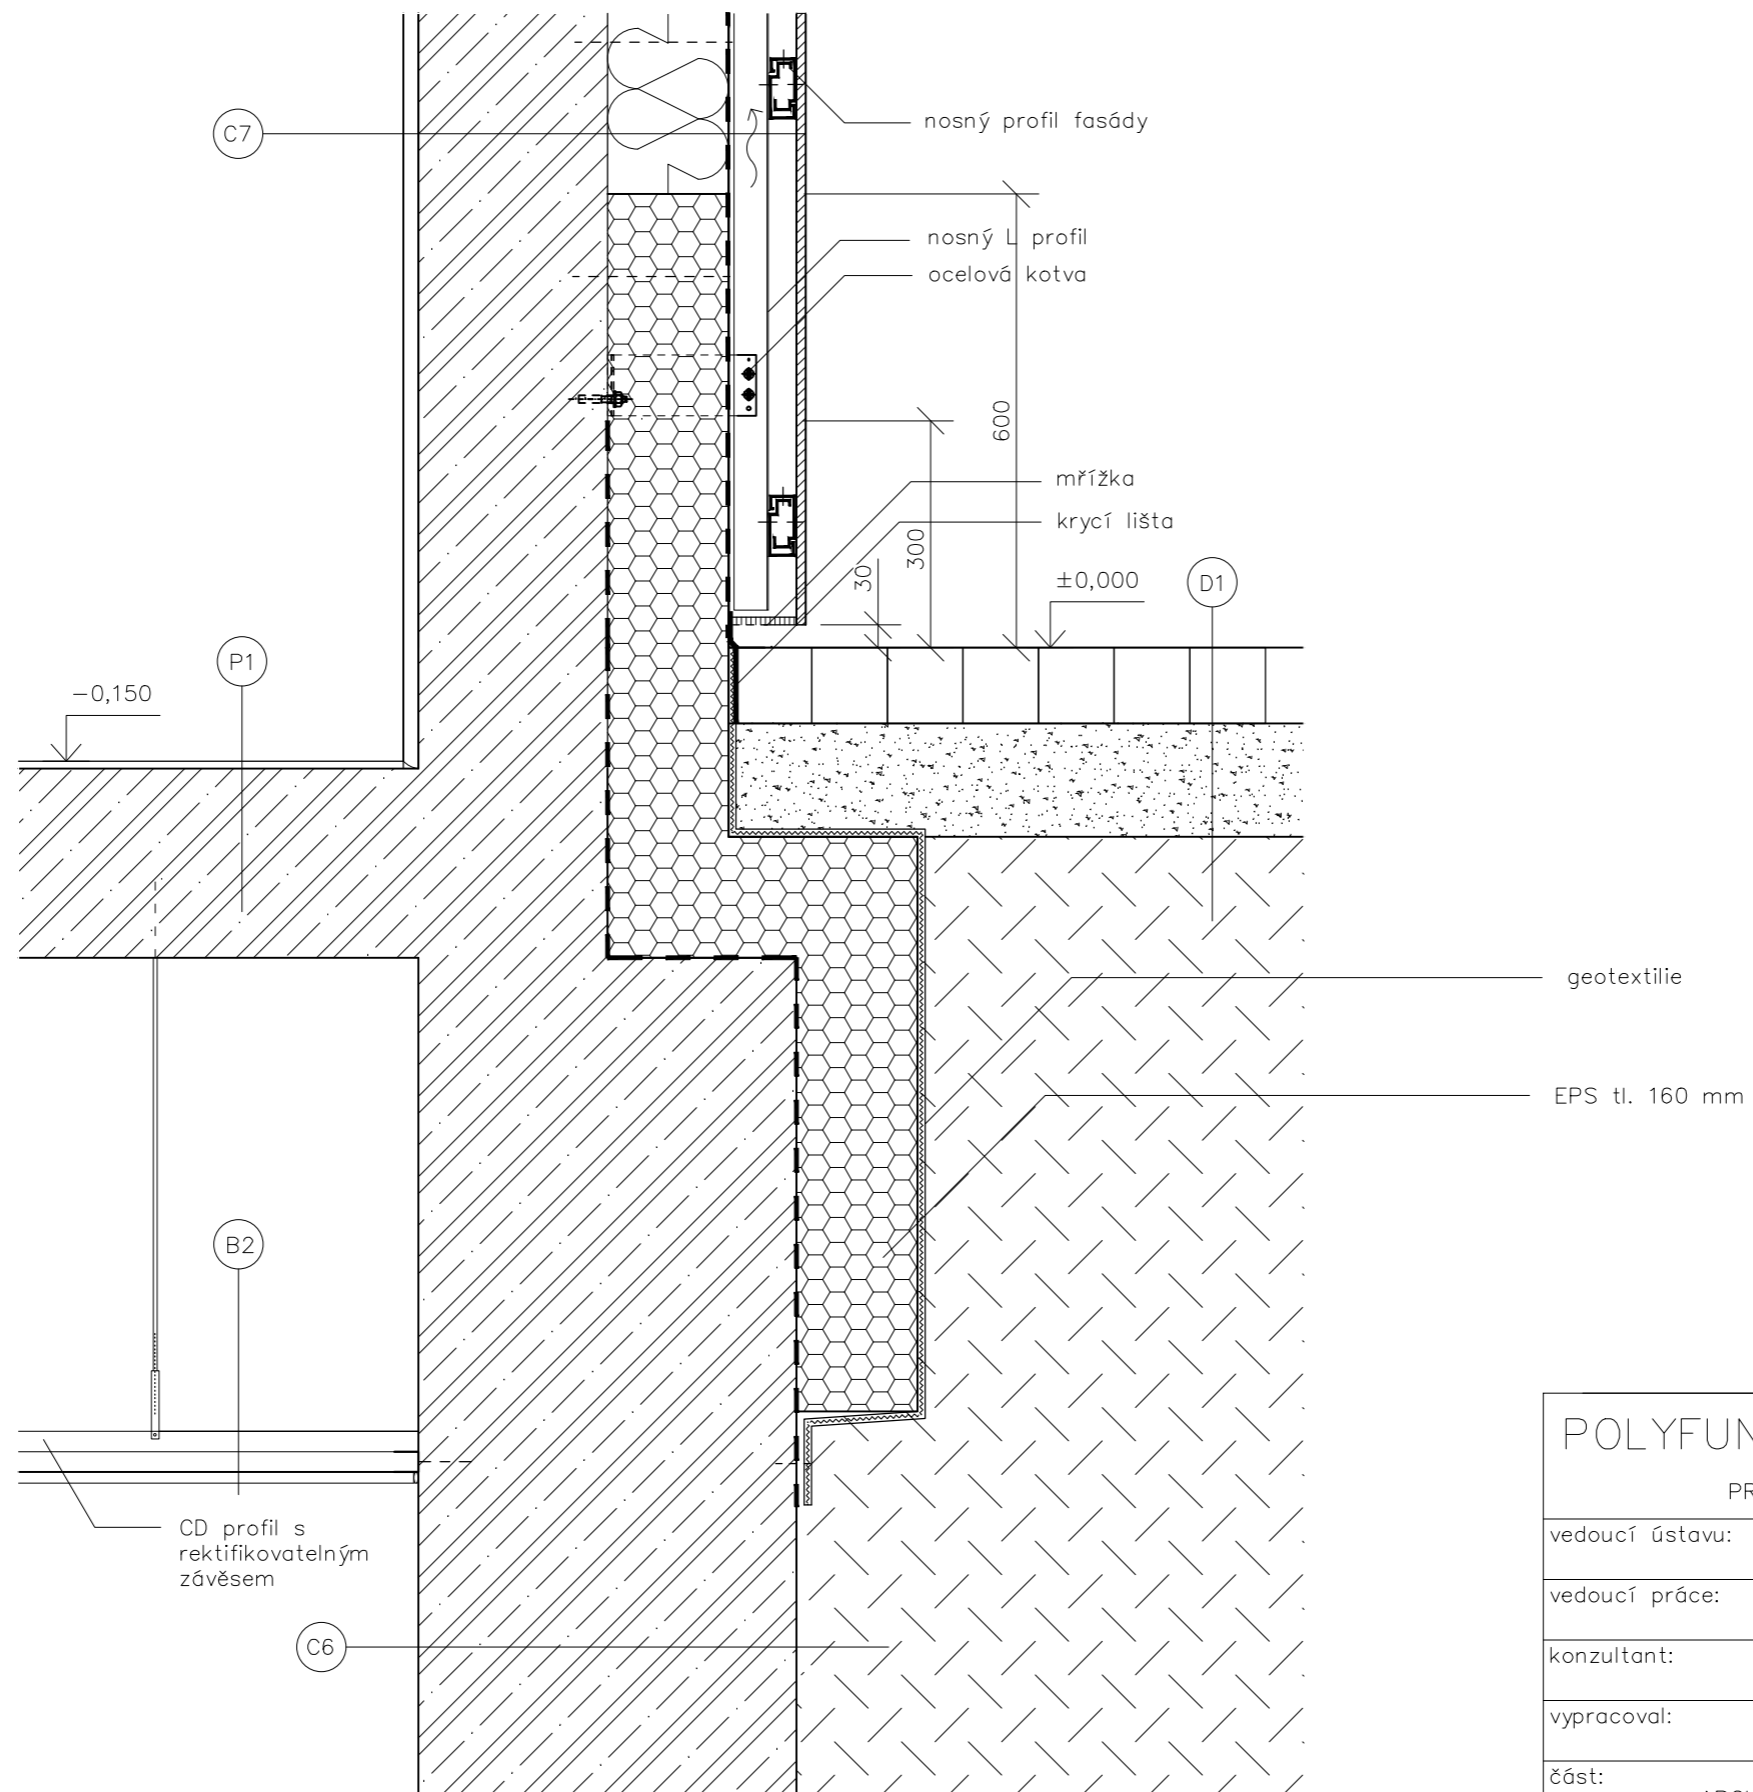 C7
nosný profil fasády
nosný L profil
ocelová kotva
600
mřížka
krycí lišta
300
30
±0,000
D1
P1
−0,150
geotextilie
EPS tl. 160 mm
B2
CD profil s
rektifikovatelným
závěsem
C6
POLYFUN
PR
vedoucí ústavu:
vedoucí práce:
konzultant:
vypracoval:
část: